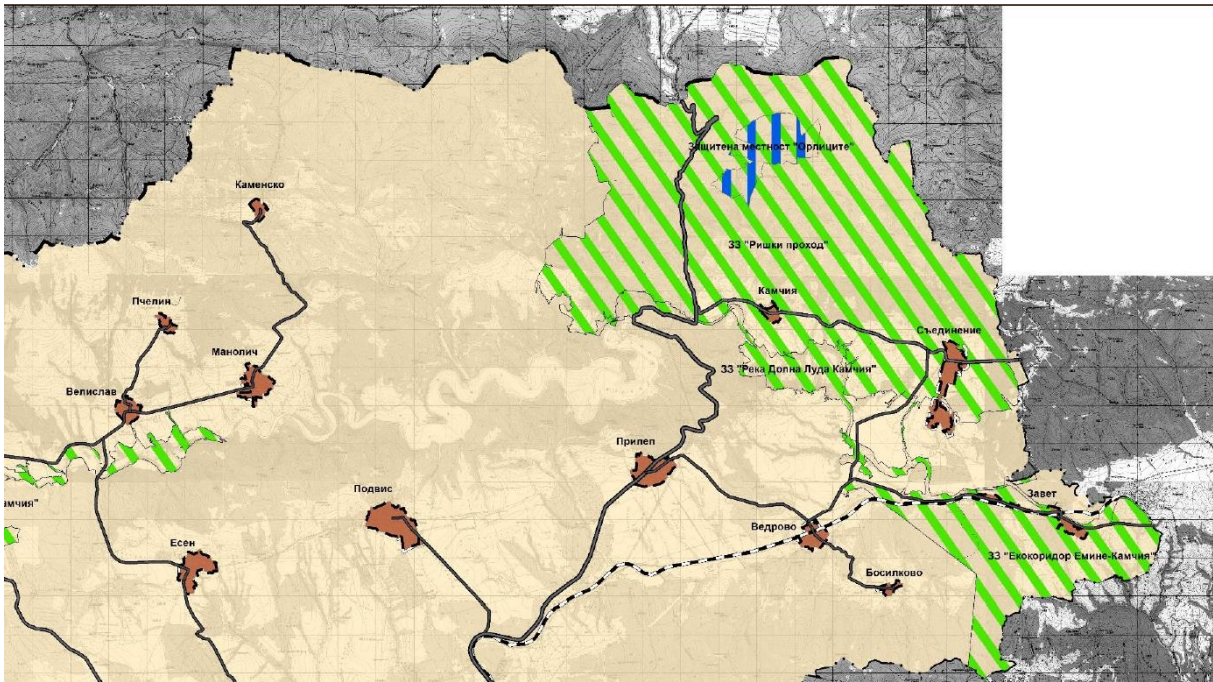 Защитена местност "Орлиците"
Каменско
ЗЗ "Ришки проход"
Камчия
Пчелин
Съединение
Манолич
ЗЗ "Река Долна Луда Камчия"
Велислав
Прилеп
Подвис
Завет
амчия"
Ведрово
Есен
ЗЗ "Екокоридор Емине-Камчия"
Босилково